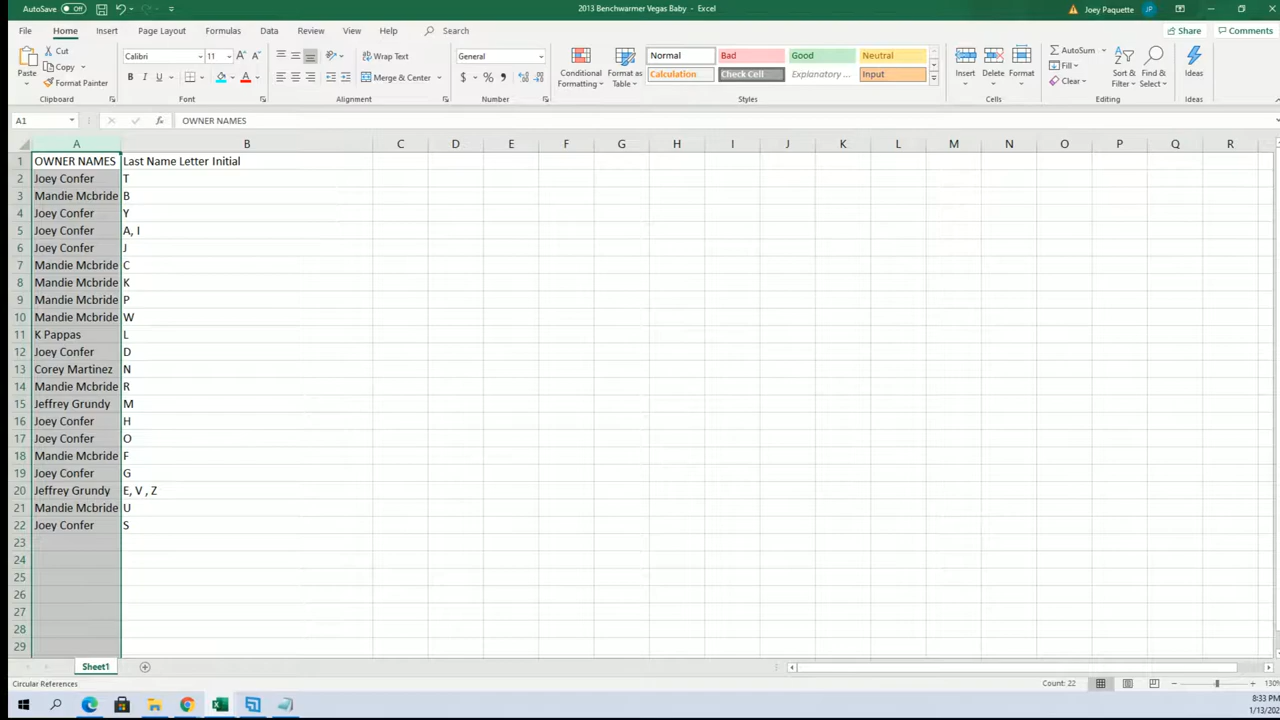 AutoSave Off 2013 Benchwarmer Vegas Baby - Excel Joey Paquette JP
File Home Insert Page Layout Formulas Data Review View Help Search Share Comments
Paste Cut Copy Format Painter Clipboard
Calibri 11 B I U A Font
Wrap Text Merge & Center Alignment
General $ % Number
Conditional Formatting Format as Table
Normal Bad Good Neutral
Calculation Check Cell Explanatory ... Input
Styles
Insert Delete Format Cells
AutoSum Fill Clear Sort & Filter Find & Select Editing
Ideas Ideas
A1 fx OWNER NAMES
A B C D E F G H I J K L M N O P Q R
1 OWNER NAMES Last Name Letter Initial
2 Joey Confer T
3 Mandie Mcbride B
4 Joey Confer Y
5 Joey Confer A, I
6 Joey Confer J
7 Mandie Mcbride C
8 Mandie Mcbride K
9 Mandie Mcbride P
10 Mandie Mcbride W
11 K Pappas L
12 Joey Confer D
13 Corey Martinez N
14 Mandie Mcbride R
15 Jeffrey Grundy M
16 Joey Confer H
17 Joey Confer O
18 Mandie Mcbride F
19 Joey Confer G
20 Jeffrey Grundy E, V , Z
21 Mandie Mcbride U
22 Joey Confer S
23
24
25
26
27
28
29
Sheet1
Circular References Count: 22 130%
8:33 PM
1/13/202